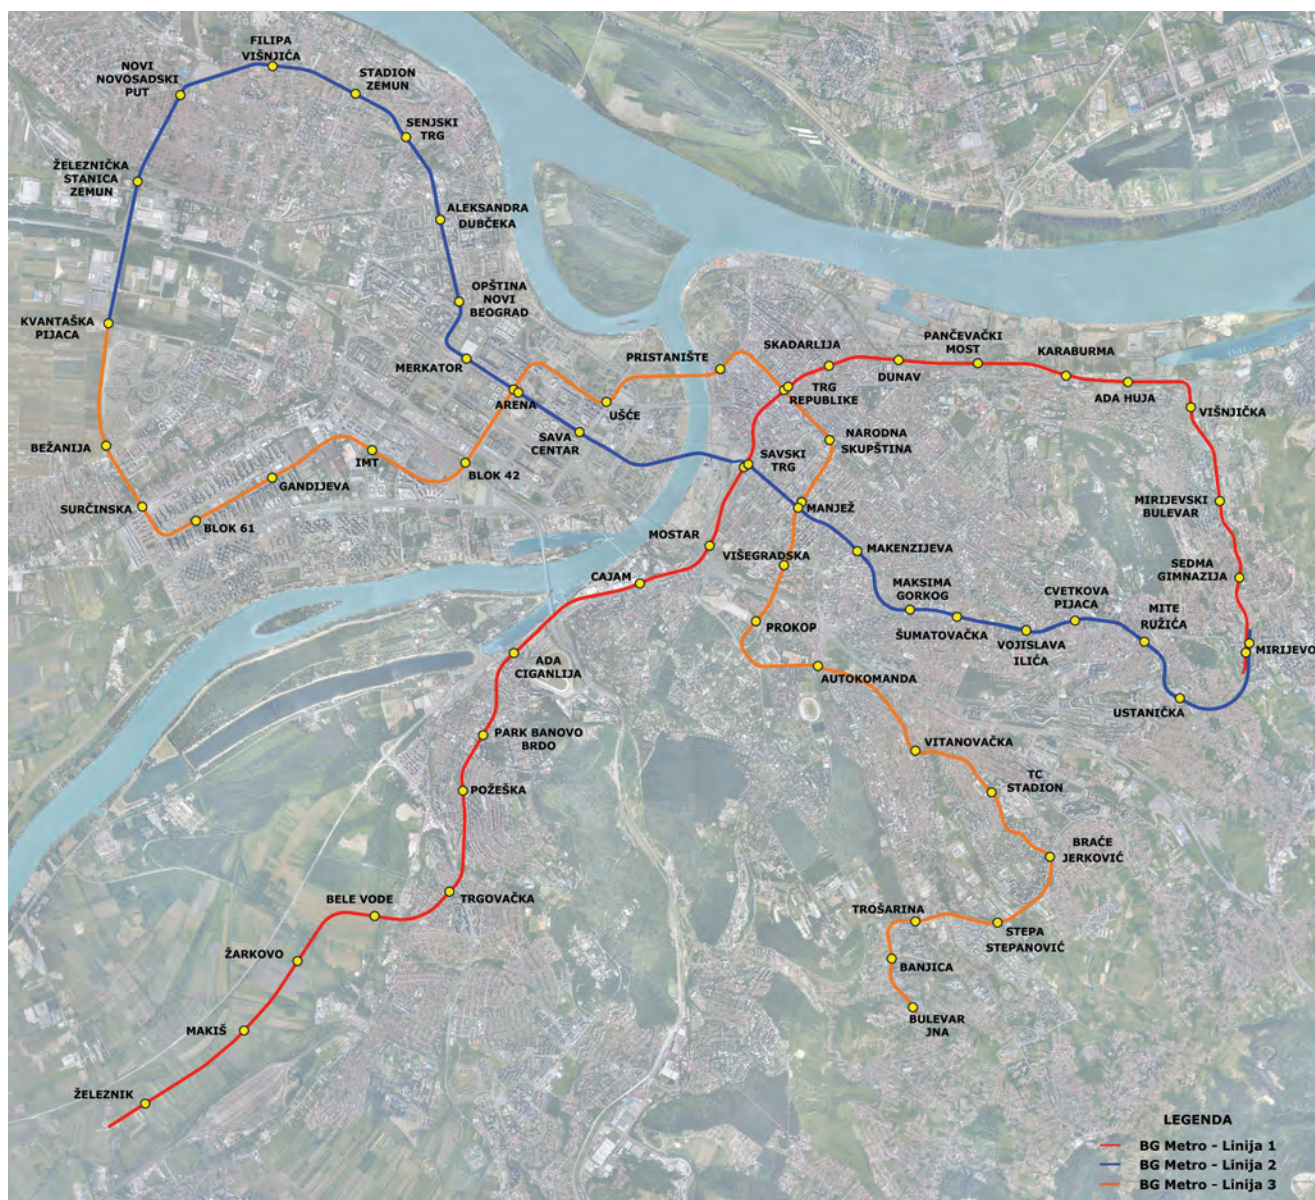 FILIPA
VIŠNJIĆA
NOVI
NOVOSADSKI
PUT
STADION
ZEMUN
SENJSKI
TRG
ŽELEZNIČKA
STANICA
ZEMUN
ALEKSANDRA
DUBČEKA
OPŠTINA
NOVI
BEOGRAD
KVANTAŠKA
PIJACA
MERKATOR
ARENA
PRISTANIŠTE
UŠĆE
SAVA
CENTAR
SKADARLIJA
TRG
REPUBLIKE
DUNAV
PANČEVAČKI
MOST
KARABURMA
ADA HUJA
VIŠNJIČKA
BEŽANIJA
SURČINSKA
BLOK 61
GANDIJEVA
IMT
BLOK 42
NARODNA
SKUPŠTINA
SAVSKI
TRG
MANJEŽ
MOSTAR
VIŠEGRADSKA
CAJAM
MAKENZIJEVA
MIRIJEVSKI
BULEVAR
SEDMA
GIMNAZIJA
MAKSIMA
GORKOG
ŠUMATOVAČKA
CVETKOVA
PIJACA
VOJISLAVA
ILIĆA
MITE
RUŽIĆA
MIRIJEVO
USTANIČKA
PROKOP
AUTOKOMANDA
ADA
CIGANLIJA
PARK BANOVO
BRDO
POŽEŠKA
VITANOVAČKA
TC
STADION
BRAĆE
JERKOVIĆ
TROŠARINA
STEPA
STEPANOVIĆ
BANJICA
BULEVAR
JNA
TRGOVAČKA
BELE VODE
ŽARKOVO
MAKIŠ
ŽELEZNIK
LEGENDA
BG Metro - Linija 1
BG Metro - Linija 2
BG Metro - Linija 3